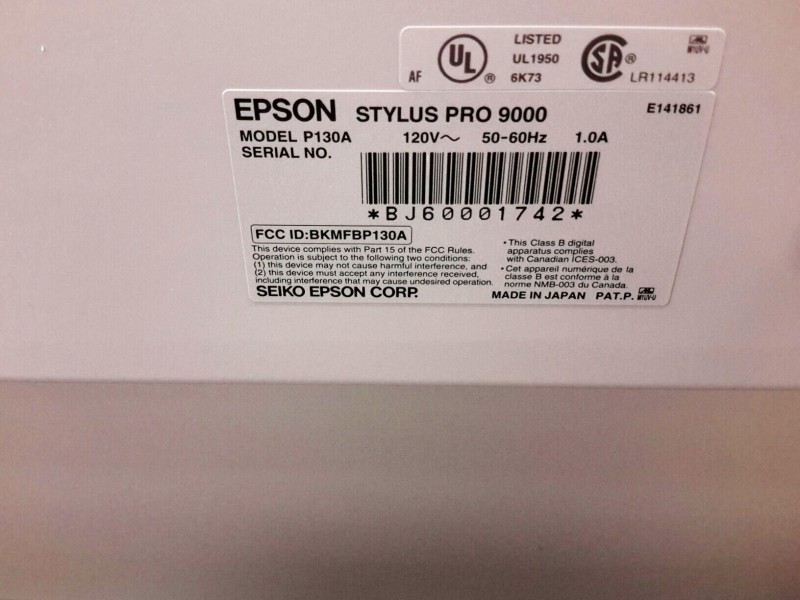 LISTED
UL ® UL1950
AF 6K73
SA ® LR114413
EPSON STYLUS PRO 9000 E141861
MODEL P130A 120V～ 50-60Hz 1.0A
SERIAL NO.
*BJ60001742*
FCC ID:BKMFBP130A
This device complies with Part 15 of the FCC Rules.
Operation is subject to the following two conditions:
(1) this device may not cause harmful interference, and
(2) this device must accept any interference received,
including interference that may cause undesired operation.
SEIKO EPSON CORP.
• This Class B digital
apparatus complies
with Canadian ICES-003.
• Cet appareil numérique de la
classe B est conforme à la
norme NMB-003 du Canada.
MADE IN JAPAN PAT.P.